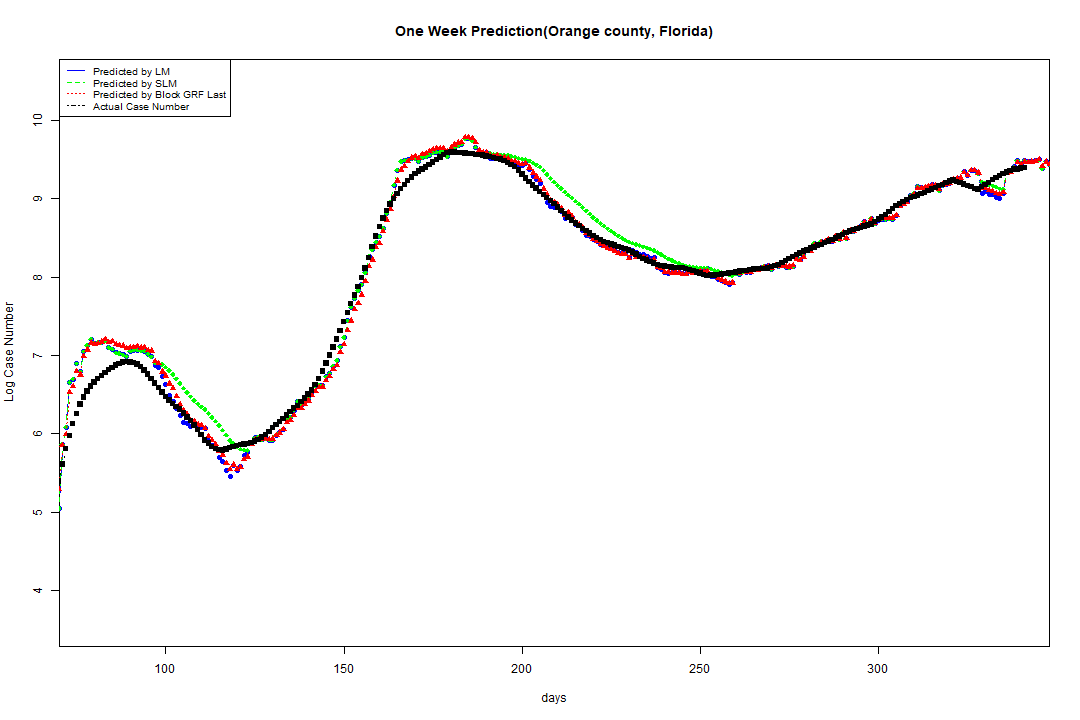 One Week Prediction(Orange county, Florida)
Predicted by LM
Predicted by SLM
Predicted by Block GRF Last
Actual Case Number
10
9
8
7
6
5
4
Log Case Number
100 150 200 250 300
days